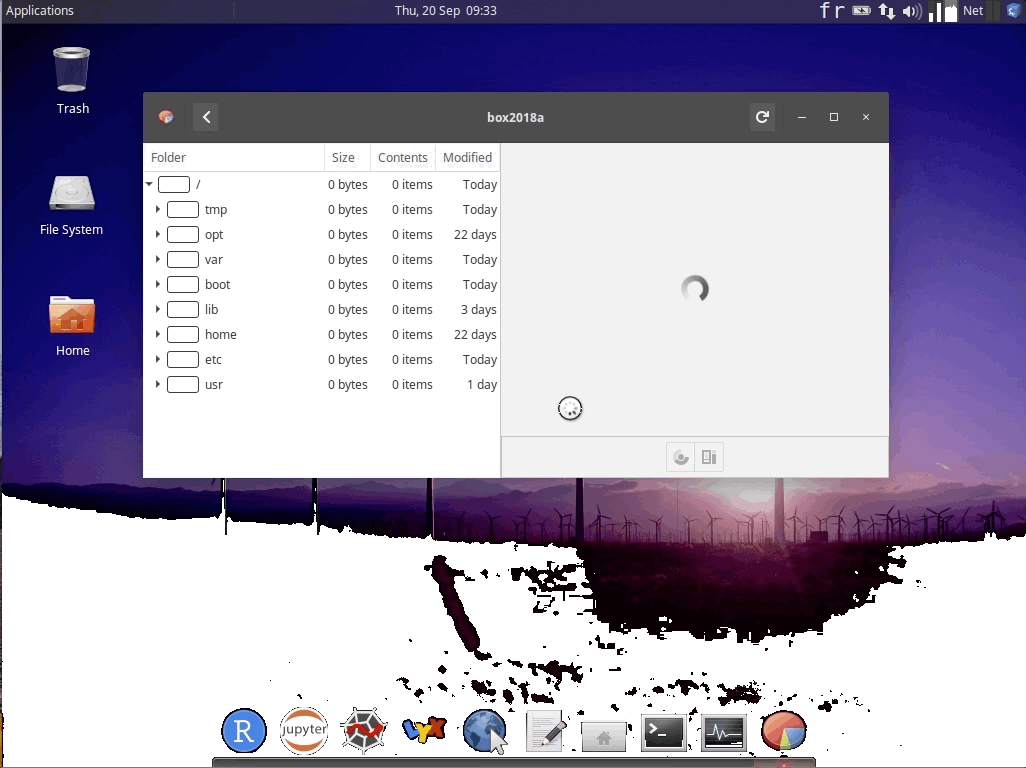 Applications
Thu, 20 Sep 09:33
fr
Net
Trash
File System
Home
box2018a
Folder Size Contents Modified
/ 0 bytes 0 items Today
tmp 0 bytes 0 items Today
opt 0 bytes 0 items 22 days
var 0 bytes 0 items Today
boot 0 bytes 0 items Today
lib 0 bytes 0 items 3 days
home 0 bytes 0 items 22 days
etc 0 bytes 0 items Today
usr 0 bytes 0 items 1 day
R
jupyter
LYX
>_